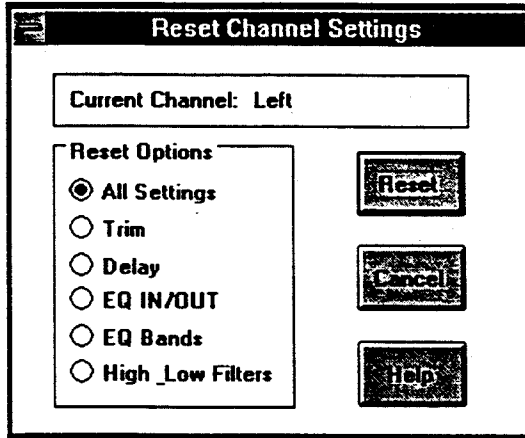 Reset Channel Settings
Current Channel: Left
Reset Options
All Settings
Trim
Delay
EQ IN/OUT
EQ Bands
High _Low Filters
Reset
Cancel
Help